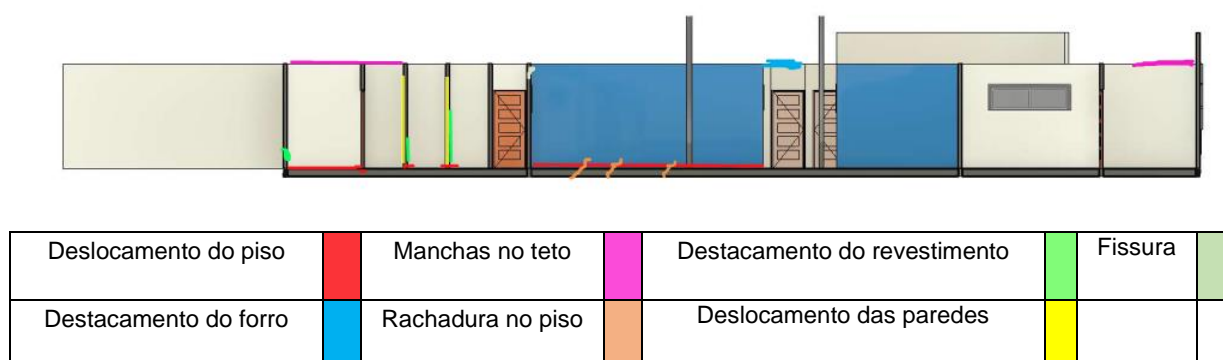 Deslocamento do piso Manchas no teto Destacamento do revestimento Fissura
Destacamento do forro Rachadura no piso Deslocamento das paredes